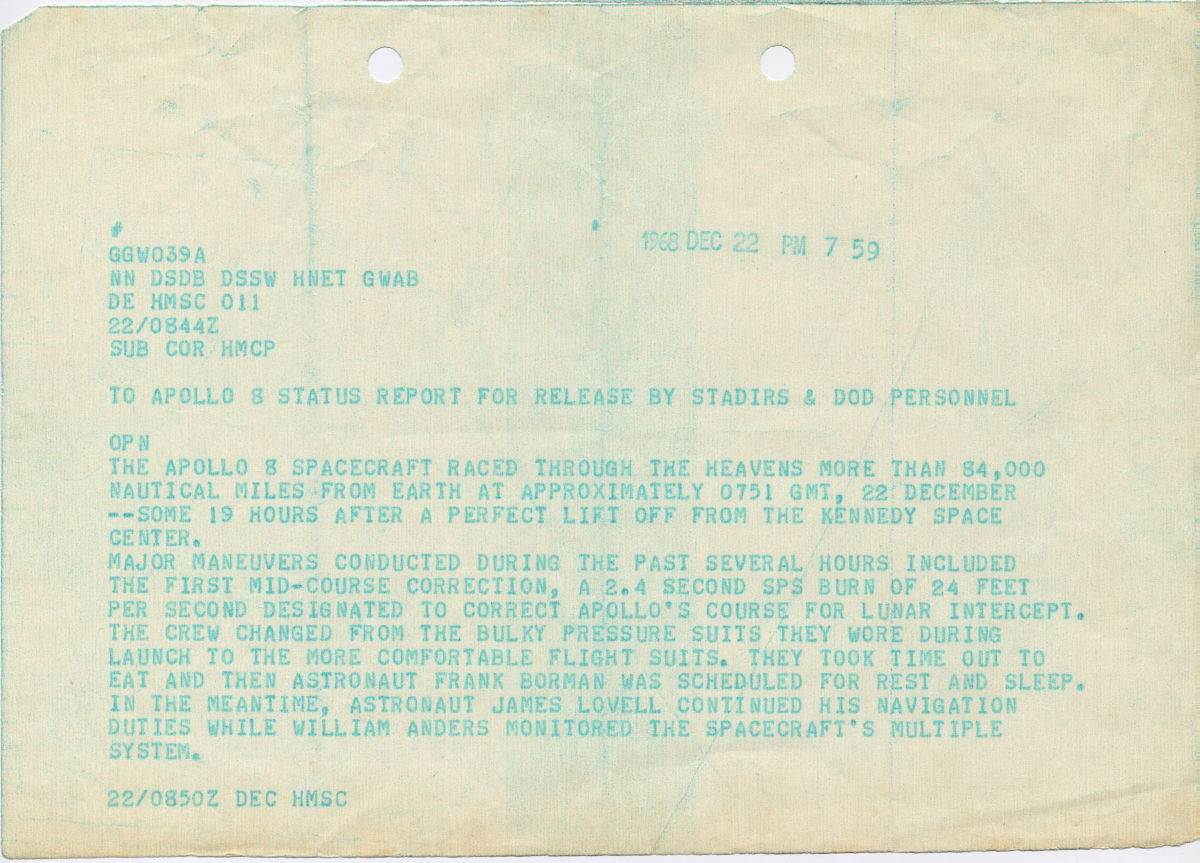 #
1968 DEC 22 PM 7 59
GGW039A
NN DSDB DSSW HNET GWAB
DE HMSC 011
22/0844Z
SUB COR HMCP
TO APOLLO 8 STATUS REPORT FOR RELEASE BY STADIRS & DOD PERSONNEL
OPN
THE APOLLO 8 SPACECRAFT RACED THROUGH THE HEAVENS MORE THAN 84,000
NAUTICAL MILES FROM EARTH AT APPROXIMATELY 0751 GMT, 22 DECEMBER
--SOME 19 HOURS AFTER A PERFECT LIFT OFF FROM THE KENNEDY SPACE
CENTER.
MAJOR MANEUVERS CONDUCTED DURING THE PAST SEVERAL HOURS INCLUDED
THE FIRST MID-COURSE CORRECTION, A 2.4 SECOND SPS BURN OF 24 FEET
PER SECOND DESIGNATED TO CORRECT APOLLO'S COURSE FOR LUNAR INTERCEPT.
THE CREW CHANGED FROM THE BULKY PRESSURE SUITS THEY WORE DURING
LAUNCH TO THE MORE COMFORTABLE FLIGHT SUITS. THEY TOOK TIME OUT TO
EAT AND THEN ASTRONAUT FRANK BORMAN WAS SCHEDULED FOR REST AND SLEEP.
IN THE MEANTIME, ASTRONAUT JAMES LOVELL CONTINUED HIS NAVIGATION
DUTIES WHILE WILLIAM ANDERS MONITORED THE SPACECRAFT'S MULTIPLE
SYSTEM.
22/0850Z DEC HMSC